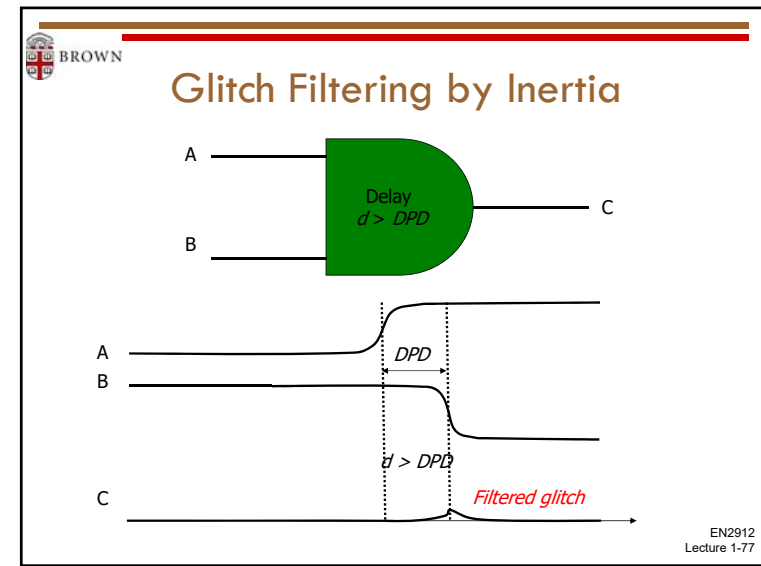 BROWN
Glitch Filtering by Inertia
A
Delay
d > DPD
C
B
A
DPD
B
d > DPD
C
Filtered glitch
EN2912
Lecture 1-77